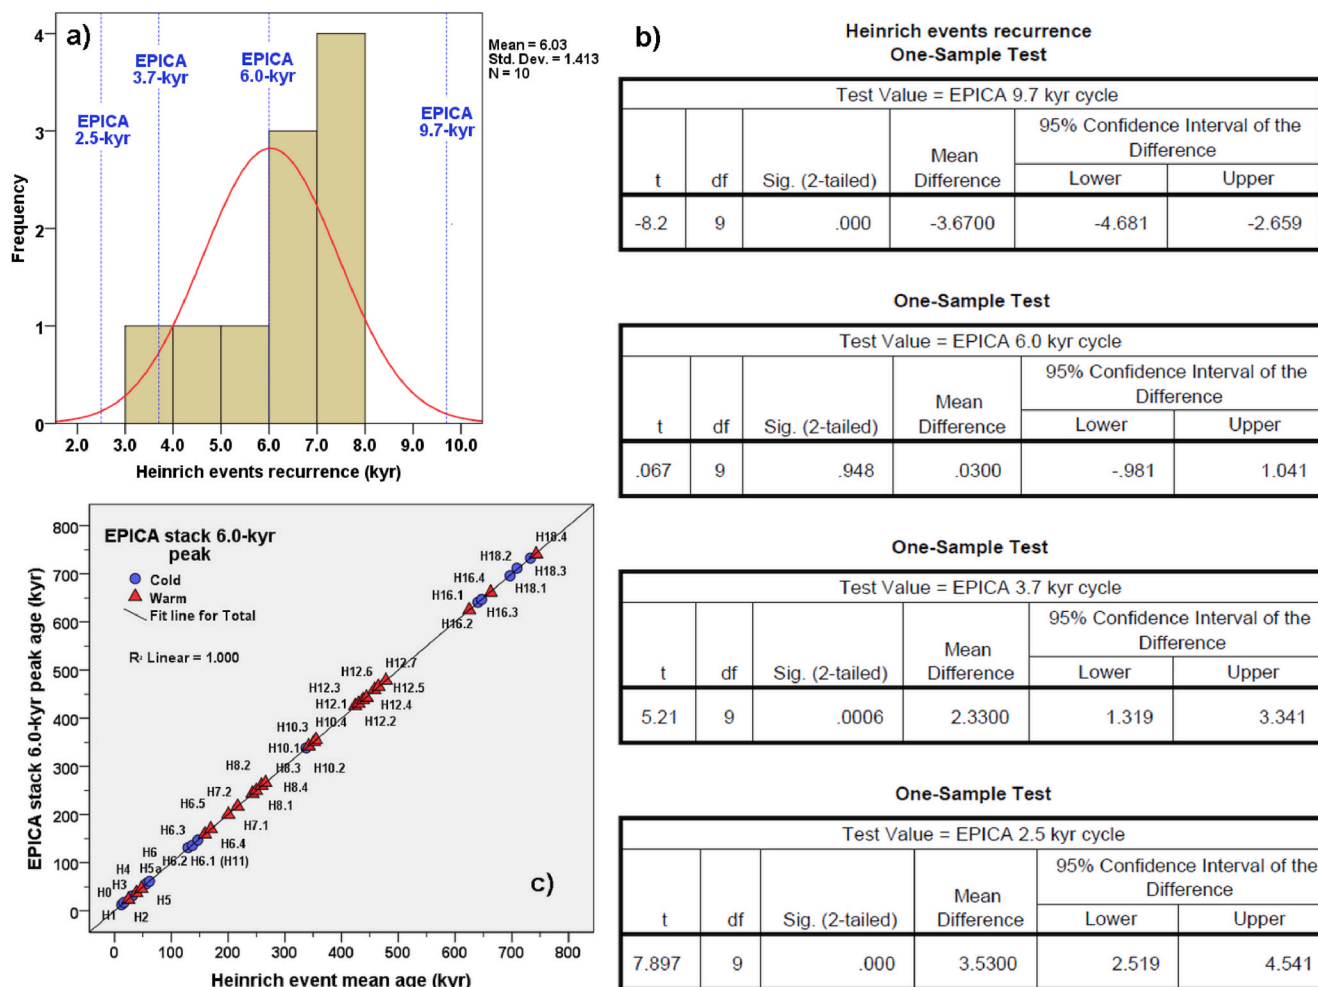 a)
EPICA
2.5-kyr
EPICA
3.7-kyr
EPICA
6.0-kyr
EPICA
9.7-kyr
Mean = 6.03
Std. Dev. = 1.413
N = 10
Frequency
4
3
2
1
0
2.0 3.0 4.0 5.0 6.0 7.0 8.0 9.0 10.0
Heinrich events recurrence (kyr)
b)
Heinrich events recurrence
One-Sample Test
Test Value = EPICA 9.7 kyr cycle
t df Sig. (2-tailed) Mean Difference 95% Confidence Interval of the Difference
Lower Upper
-8.2 9 .000 -3.6700 -4.681 -2.659
One-Sample Test
Test Value = EPICA 6.0 kyr cycle
t df Sig. (2-tailed) Mean Difference 95% Confidence Interval of the Difference
Lower Upper
.067 9 .948 .0300 -.981 1.041
One-Sample Test
Test Value = EPICA 3.7 kyr cycle
t df Sig. (2-tailed) Mean Difference 95% Confidence Interval of the Difference
Lower Upper
5.21 9 .0006 2.3300 1.319 3.341
One-Sample Test
Test Value = EPICA 2.5 kyr cycle
t df Sig. (2-tailed) Mean Difference 95% Confidence Interval of the Difference
Lower Upper
7.897 9 .000 3.5300 2.519 4.541
c)
EPICA stack 6.0-kyr
peak
Cold
Warm
Fit line for Total
R² Linear = 1.000
EPICA stack 6.0-kyr peak age (kyr)
800
700
600
500
400
300
200
100
0
H18.4
H18.2
H18.3
H18.1
H16.4
H16.1
H16.3
H16.2
H12.7
H12.6
H12.5
H12.3
H12.4
H12.1
H12.2
H10.3
H10.4
H10.1
H10.2
H8.2
H8.3
H8.4
H8.1
H7.2
H7.1
H6.5
H6.4
H6.3
H6.2 H6.1 (H11)
H6
H5a
H5
H4
H3
H0
H2
H1
0 100 200 300 400 500 600 700 800
Heinrich event mean age (kyr)